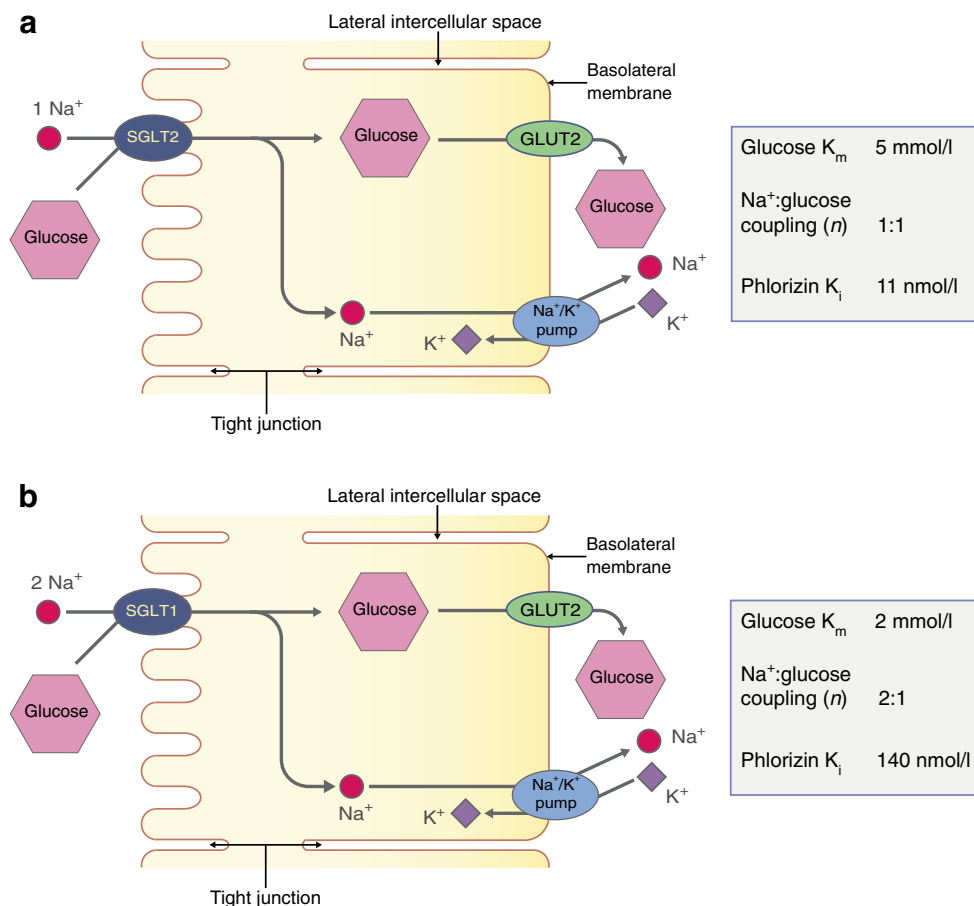 a
Lateral intercellular space
Basolateral
membrane
1 Na⁺
SGLT2
Glucose
GLUT2
Glucose
Glucose
Na⁺
Na⁺/K⁺
pump
Na⁺
K⁺
K⁺
Tight junction
Glucose Kₘ 5 mmol/l
Na⁺:glucose
coupling (n) 1:1
Phlorizin Kᵢ 11 nmol/l
b
Lateral intercellular space
Basolateral
membrane
2 Na⁺
SGLT1
Glucose
GLUT2
Glucose
Glucose
Na⁺
Na⁺/K⁺
pump
Na⁺
K⁺
K⁺
Tight junction
Glucose Kₘ 2 mmol/l
Na⁺:glucose
coupling (n) 2:1
Phlorizin Kᵢ 140 nmol/l